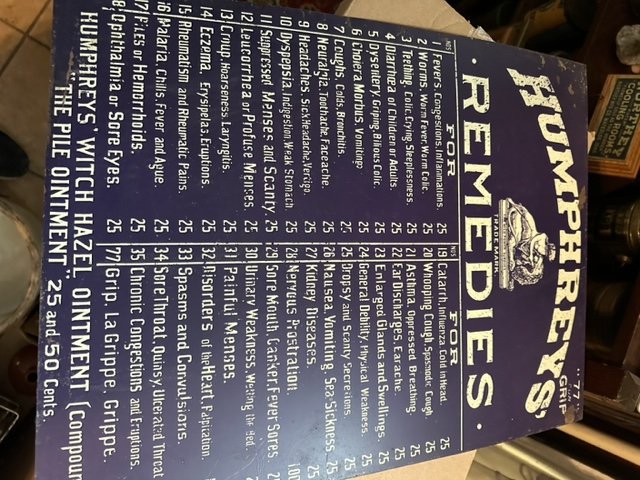 "77"
FOR
GRIP
HUMPHREYS'
TRADE MARK
REMEDIES
NOS FOR
1 Fevers, Congestions, Inflammations. 25
2 Worms, Worm Fever, Worm Colic. 25
3 Teething, Colic, Crying, Sleeplessness. 25
4 Diarrhea, of Children or Adults. 25
5 Dysentery, Griping, Bilious Colic. 25
6 Cholera Morbus, Vomiting. 25
7 Coughs, Colds, Bronchitis. 25
8 Neuralgia, Toothache, Faceache. 25
9 Headaches, Sick Headache, Vertigo. 25
10 Dyspepsia, Indigestion, Weak Stomach. 25
11 Suppressed Menses and Scanty. 25
12 Leucorrhea or Profuse Menses. 25
13 Croup, Hoarseness, Laryngitis. 25
14 Eczema, Erysipelas, Eruptions. 25
15 Rheumatism and Rheumatic Pains. 25
16 Malaria, Chills, Fever and Ague. 25
17 Piles or Hemorrhoids. 25
18 Ophthalmia or Sore Eyes. 25
NOS FOR
19 Catarrh, Influenza, Cold in Head. 25
20 Whooping Cough, Spasmodic Cough. 25
21 Asthma, Oppressed Breathing. 25
22 Ear Discharges, Earache. 25
23 Enlarged Glands and Swellings. 25
24 General Debility, Physical Weakness. 25
25 Dropsy and Scanty Secretions. 25
26 Nausea, Vomiting, Sea-Sickness. 25
27 Kidney Diseases. 25
28 Nervous Prostration. 1.00
29 Sore Mouth, Canker, Fever Sores. 2
30 Urinary Weakness, Wetting the Bed.
31 Painful Menses.
32 Disorders of the Heart, Palpitation.
33 Spasms and Convulsions.
34 Sore Throat, Quinsy, Ulcerated Throat
35 Chronic Congestions and Eruptions.
77 Grip, La Grippe, Grippe.
HUMPHREYS' WITCH HAZEL OINTMENT (Compoun
"THE PILE OINTMENT" 25 and 50 Cents.